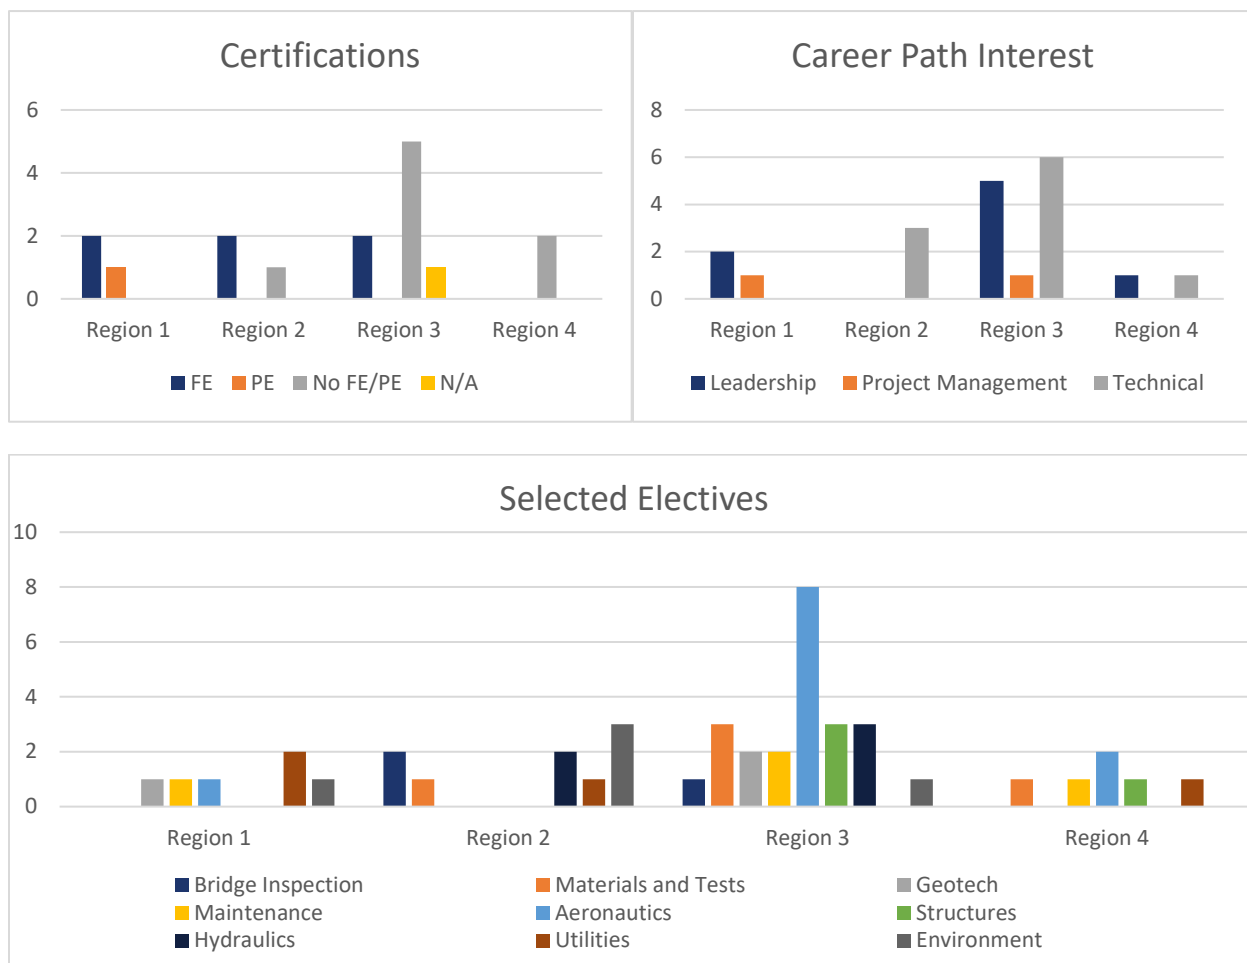 Certifications
6
4
2
0
Region 1 Region 2 Region 3 Region 4
FE PE No FE/PE N/A
Career Path Interest
8
6
4
2
0
Region 1 Region 2 Region 3 Region 4
Leadership Project Management Technical
Selected Electives
10
8
6
4
2
0
Region 1 Region 2 Region 3 Region 4
Bridge Inspection Materials and Tests Geotech
Maintenance Aeronautics Structures
Hydraulics Utilities Environment